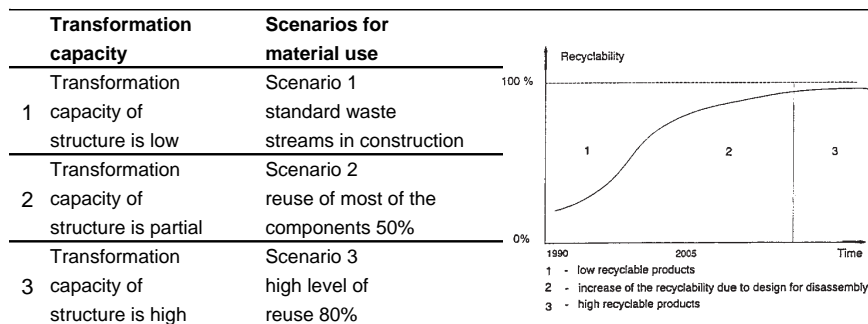 Transformation capacity
Scenarios for material use
1
Transformation
capacity of
structure is low
Scenario 1
standard waste
streams in construction
2
Transformation
capacity of
structure is partial
Scenario 2
reuse of most of the
components 50%
3
Transformation
capacity of
structure is high
Scenario 3
high level of
reuse 80%
Recyclability
100 %
1
2
3
0%
1990
2005
Time
1 - low recyclable products
2 - increase of the recyclability due to design for disassembly
3 - high recyclable products